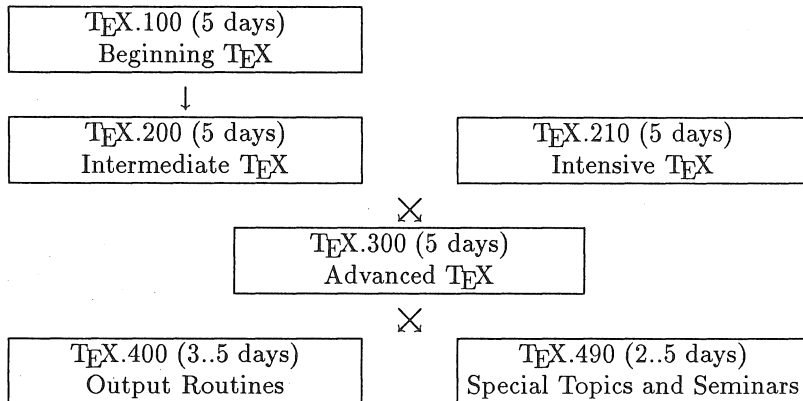 TEX.100 (5 days)
Beginning TEX
TEX.200 (5 days)
Intermediate TEX
TEX.210 (5 days)
Intensive TEX
TEX.300 (5 days)
Advanced TEX
TEX.400 (3..5 days)
Output Routines
TEX.490 (2..5 days)
Special Topics and Seminars